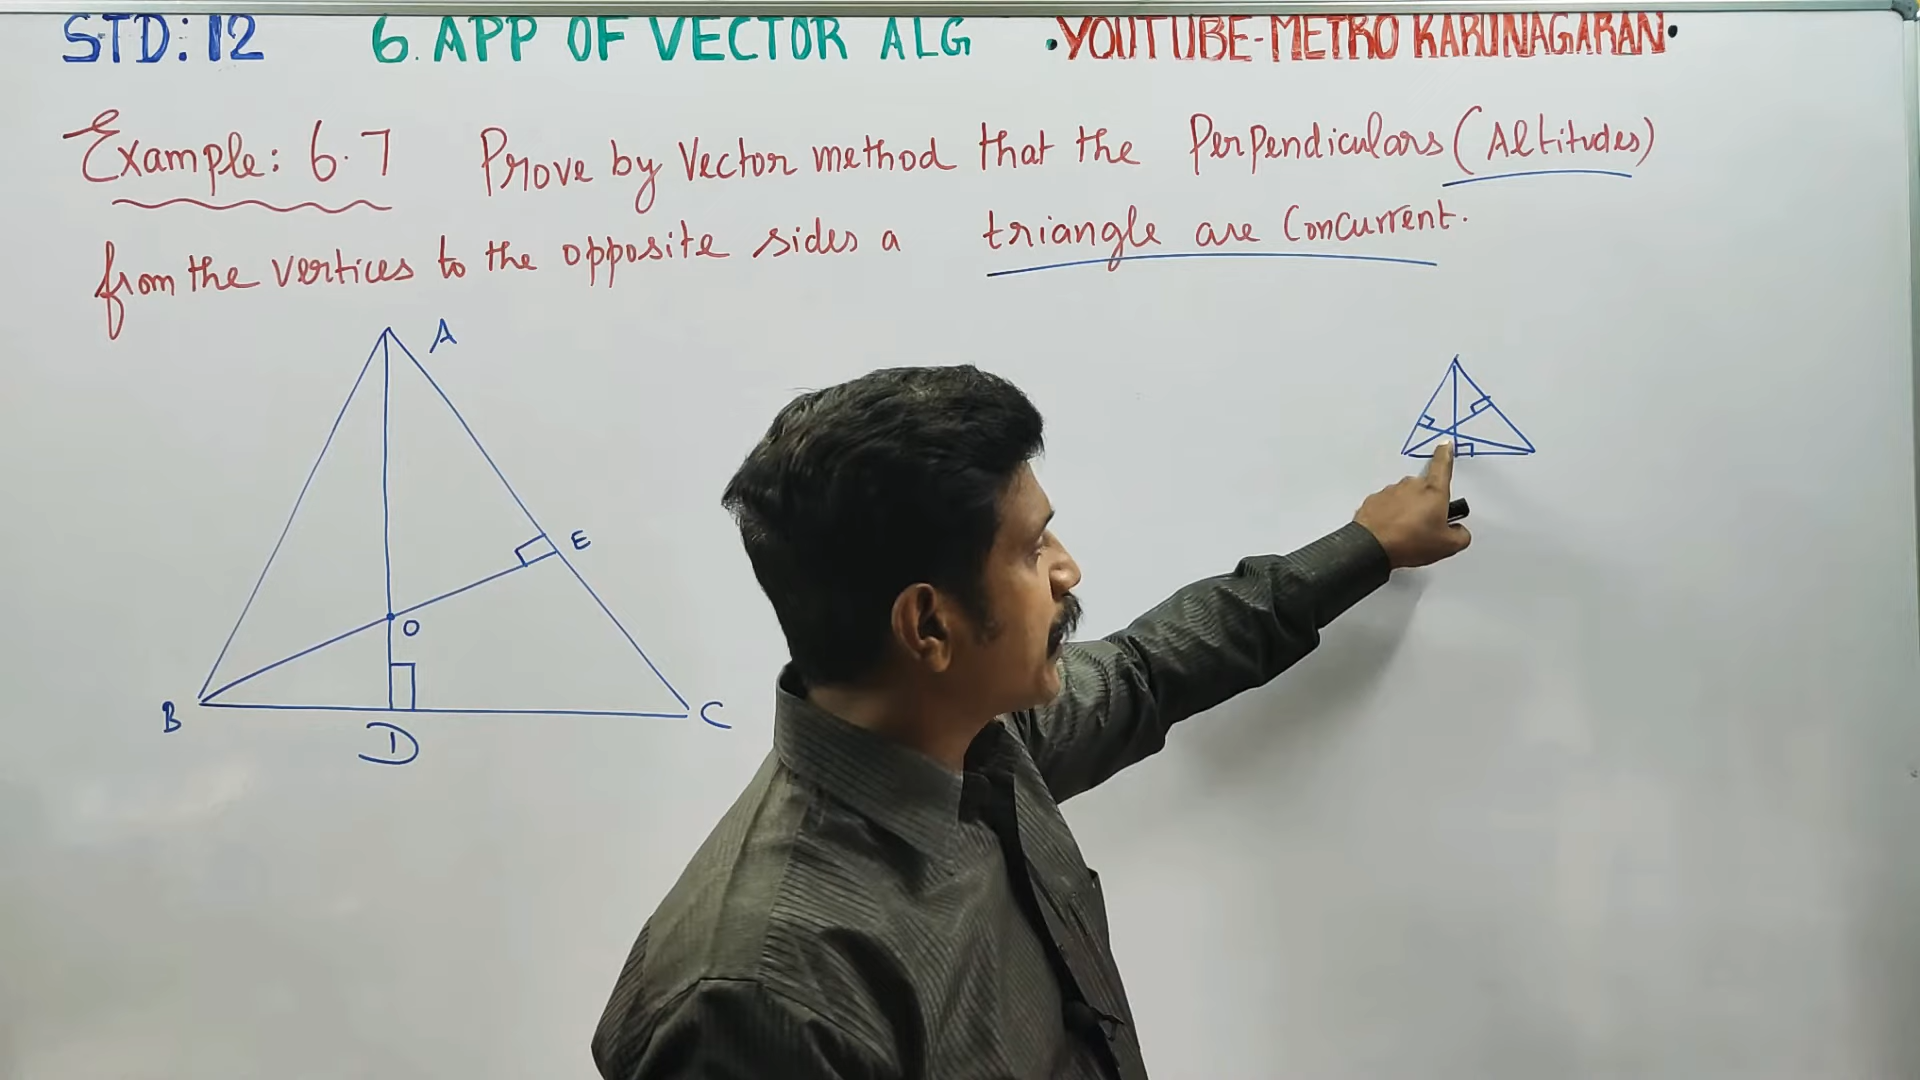 STD: 12 6. APP OF VECTOR ALG •YOUTUBE-METRO KARUNAGARAN•
Example: 6.7 Prove by Vector method that the Perpendiculars (Altitudes)
from the vertices to the opposite sides a triangle are Concurrent.
A
E
O
B C
D